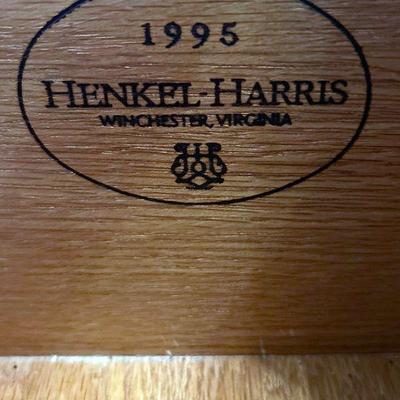 1995
HENKEL-HARRIS
WINCHESTER, VIRGINIA